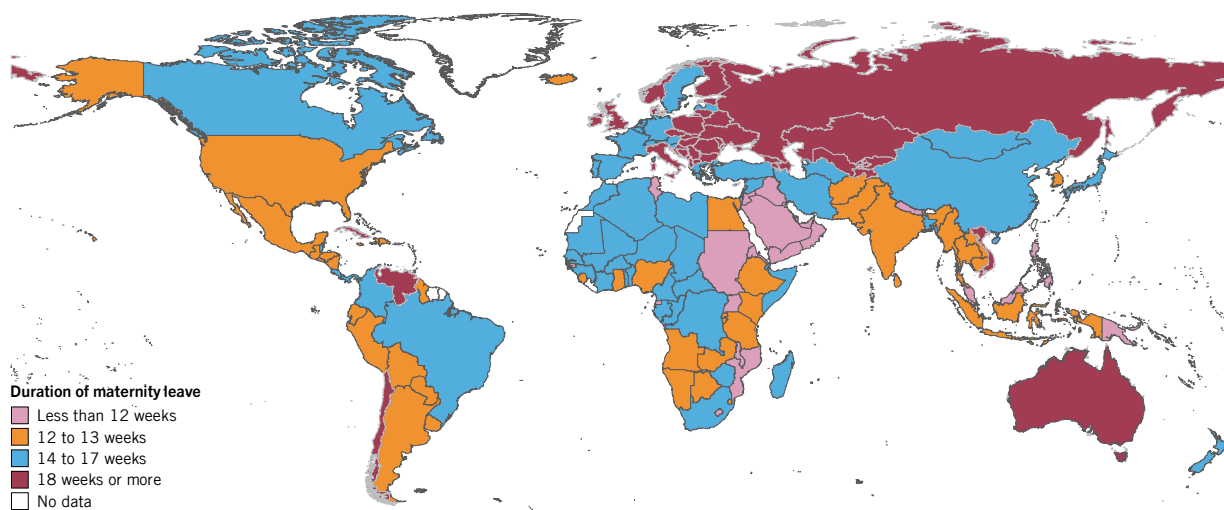 Duration of maternity leave
Less than 12 weeks
12 to 13 weeks
14 to 17 weeks
18 weeks or more
No data